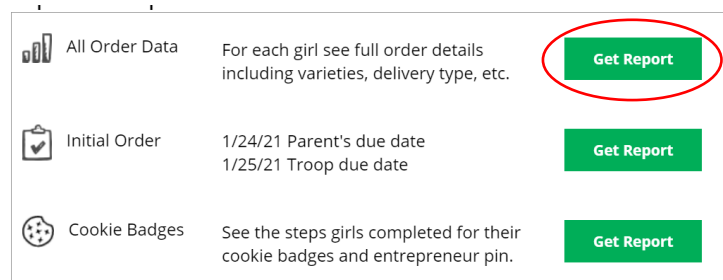 All Order Data
For each girl see full order details
including varieties, delivery type, etc.
Get Report
Initial Order
1/24/21 Parent's due date
1/25/21 Troop due date
Get Report
Cookie Badges
See the steps girls completed for their
cookie badges and entrepreneur pin.
Get Report